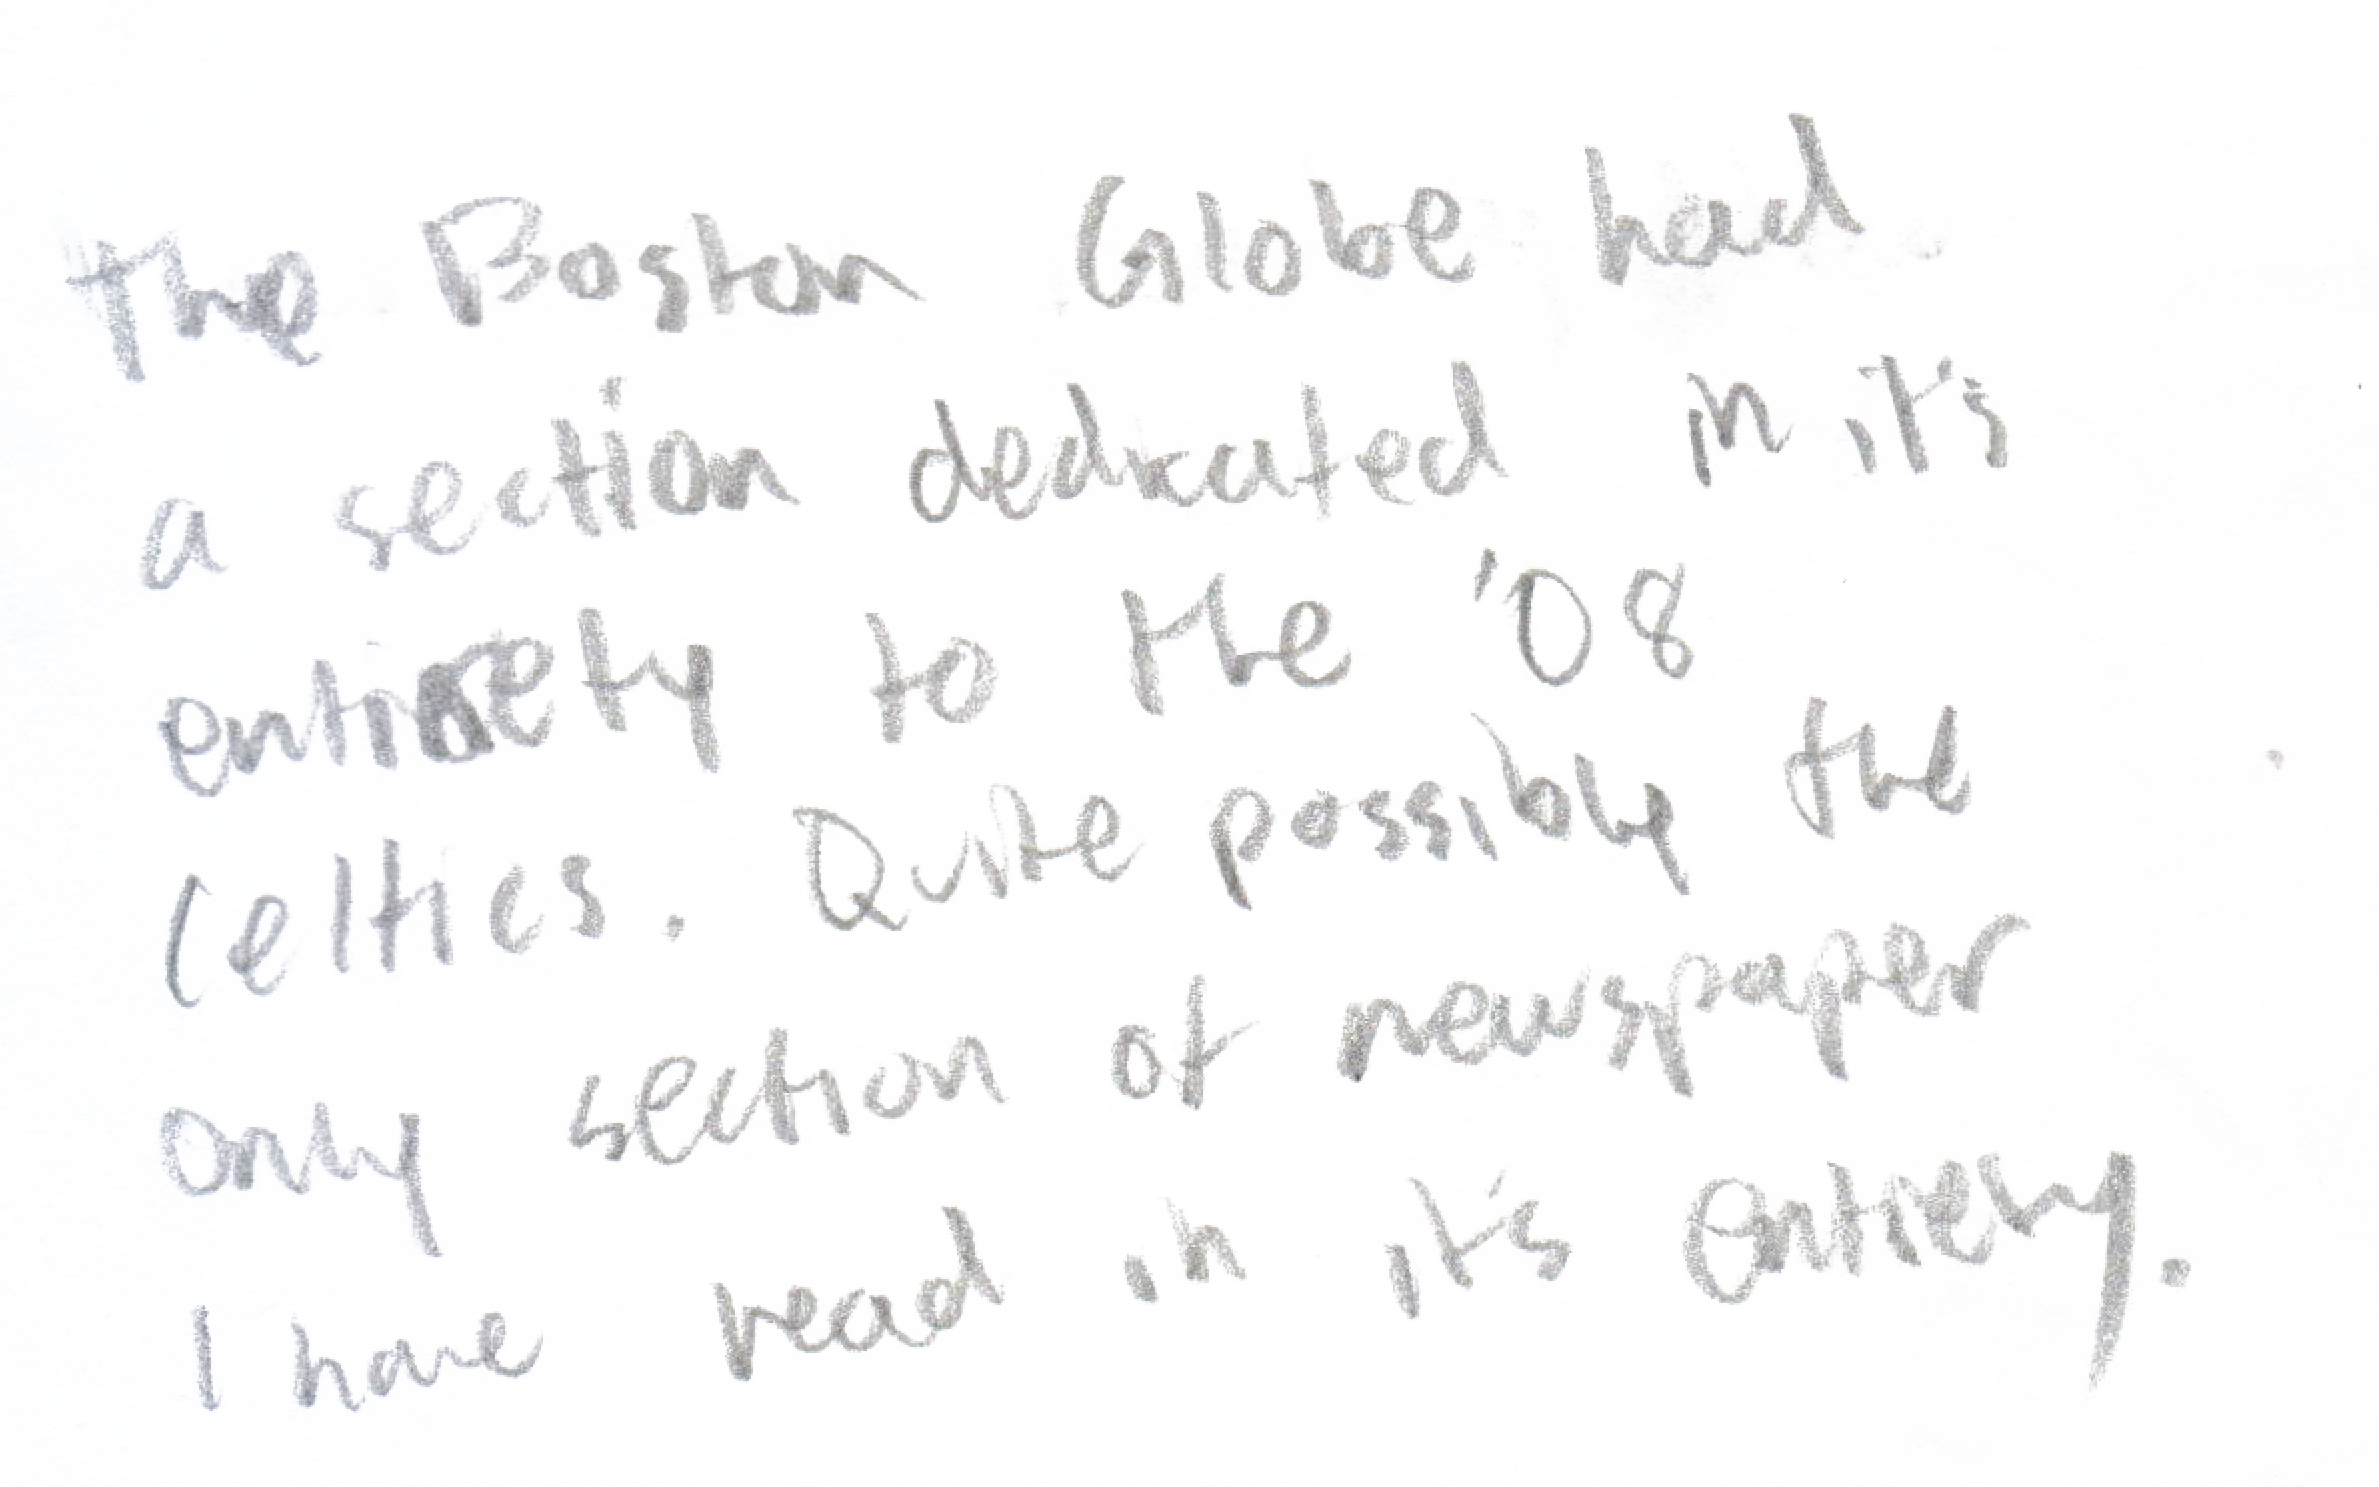 The Boston Globe had
a section dedicated in it's
entirety to the '08
Celtics. Quite possibly the
only section of newspaper
I have read in it's entirety.